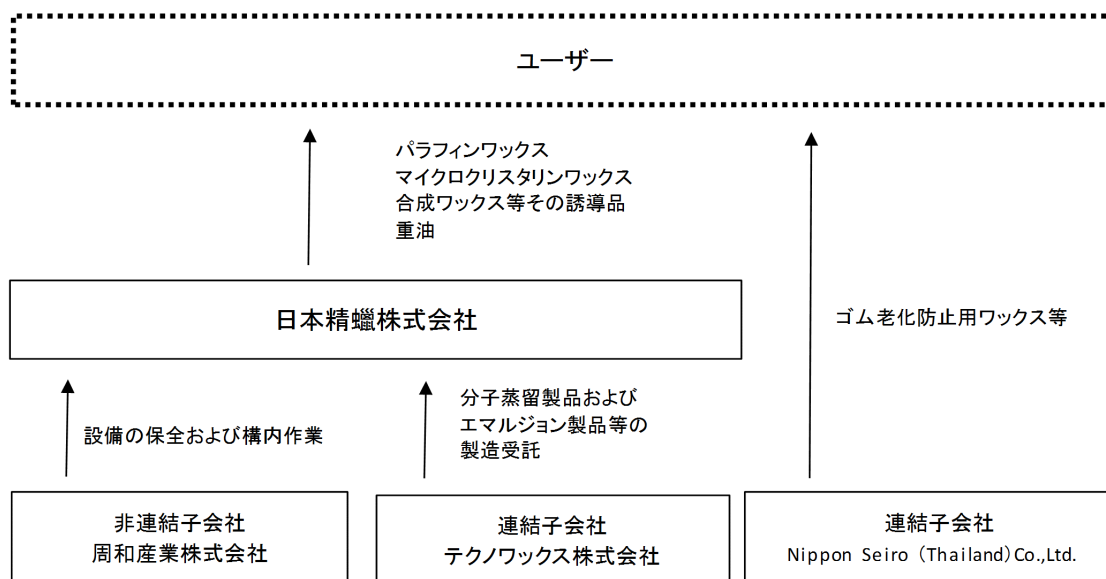 ユーザー
パラフィンワックス
マイクロクリスタリンワックス
合成ワックス等その誘導品
重油
日本精蠟株式会社
ゴム老化防止用ワックス等
設備の保全および構内作業
分子蒸留製品および
エマルジョン製品等の
製造受託
非連結子会社
周和産業株式会社
連結子会社
テクノワックス株式会社
連結子会社
Nippon Seiro (Thailand)Co.,Ltd.